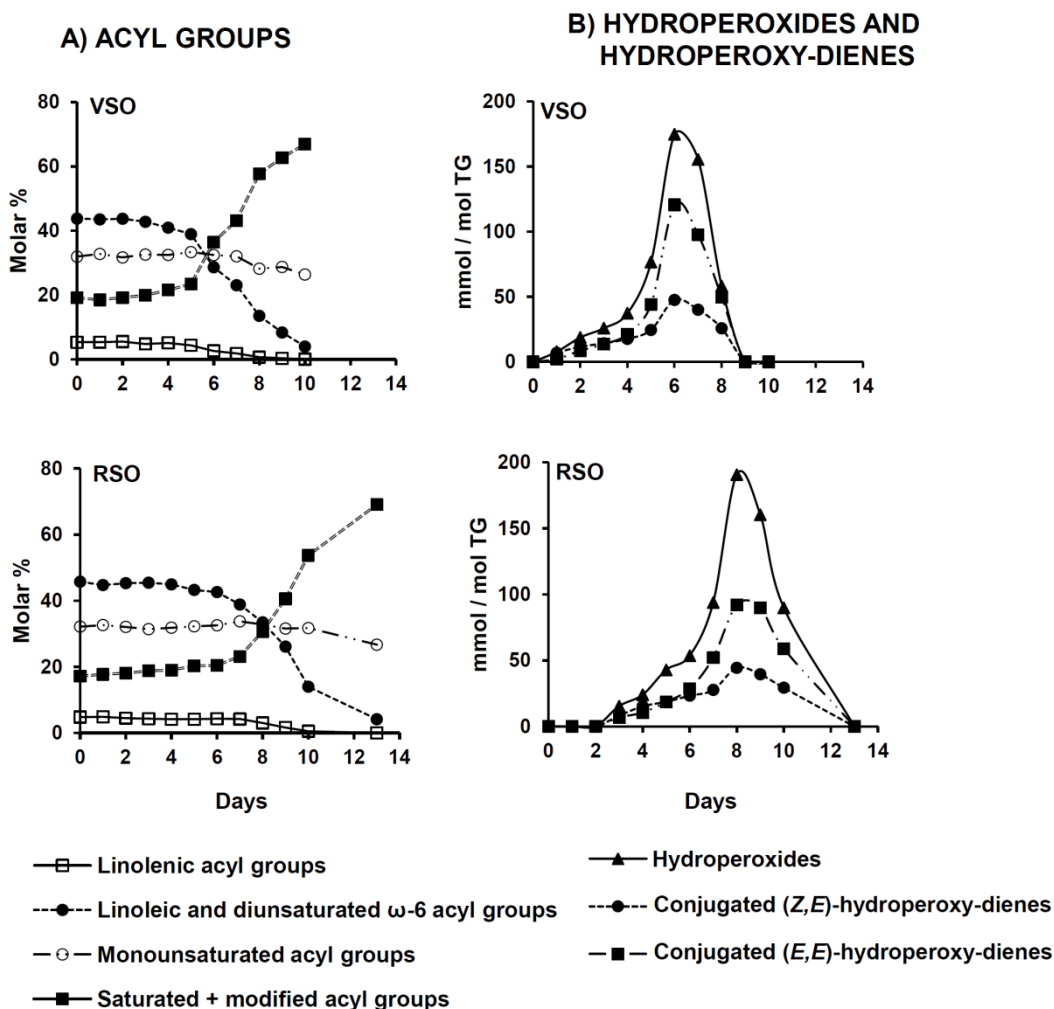 A) ACYL GROUPS
B) HYDROPEROXIDES AND
HYDROPEROXY-DIENES
VSO
Molar %
80
60
40
20
0
0 2 4 6 8 10 12 14
VSO
mmol / mol TG
200
150
100
50
0
0 2 4 6 8 10 12 14
RSO
Molar %
80
60
40
20
0
0 2 4 6 8 10 12 14
Days
RSO
mmol / mol TG
200
150
100
50
0
0 2 4 6 8 10 12 14
Days
Linolenic acyl groups
Linoleic and diunsaturated ω-6 acyl groups
Monounsaturated acyl groups
Saturated + modified acyl groups
Hydroperoxides
Conjugated (Z,E)-hydroperoxy-dienes
Conjugated (E,E)-hydroperoxy-dienes